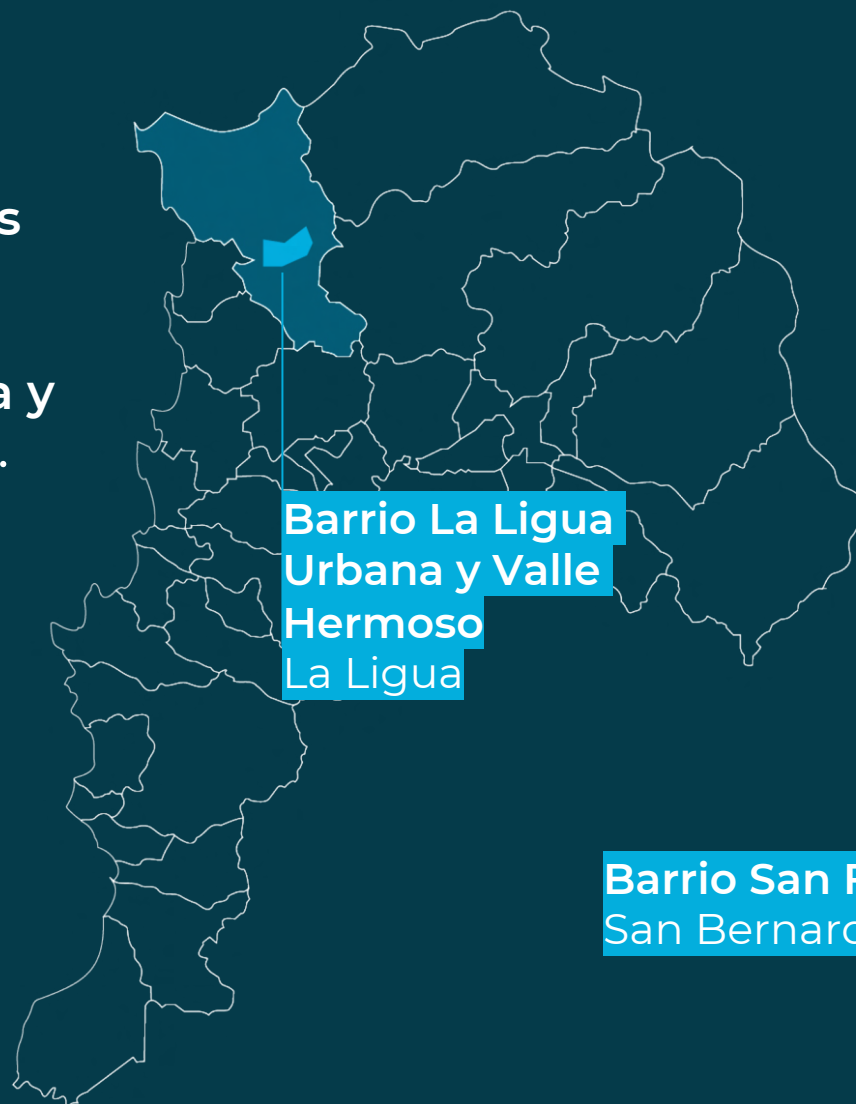 s
a y
.
Barrio La Ligua
Urbana y Valle
Hermoso
La Ligua
Barrio San
San Bernar